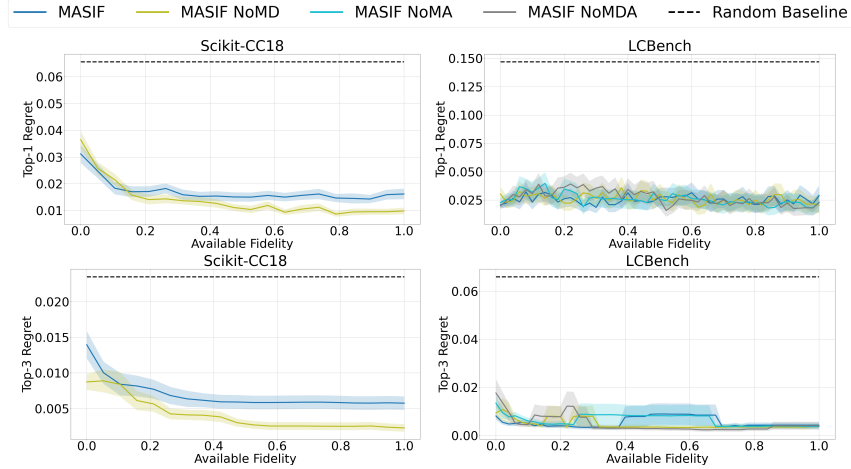 MASIF MASIF NoMD MASIF NoMA MASIF NoMDA Random Baseline
Scikit-CC18
Top-1 Regret
0.06
0.05
0.04
0.03
0.02
0.01
0.0 0.2 0.4 0.6 0.8 1.0
Available Fidelity
LCBench
Top-1 Regret
0.150
0.125
0.100
0.075
0.050
0.025
0.0 0.2 0.4 0.6 0.8 1.0
Available Fidelity
Scikit-CC18
Top-3 Regret
0.020
0.015
0.010
0.005
0.0 0.2 0.4 0.6 0.8 1.0
Available Fidelity
LCBench
Top-3 Regret
0.06
0.04
0.02
0.00
0.0 0.2 0.4 0.6 0.8 1.0
Available Fidelity